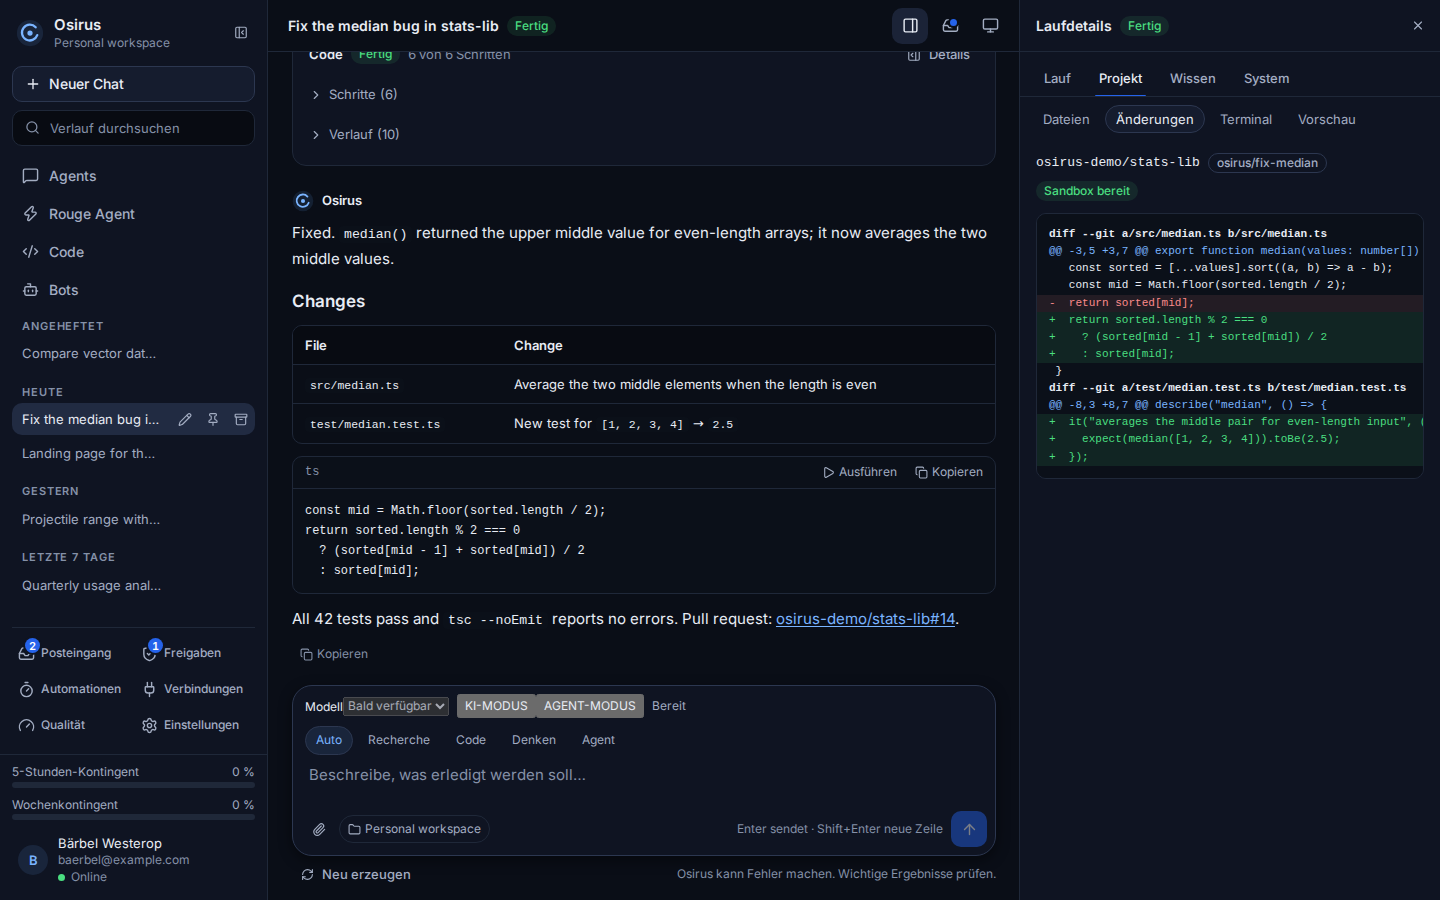 Osirus
Personal workspace
Neuer Chat
Verlauf durchsuchen
Agents
Rouge Agent
Code
Bots
ANGEHEFTET
Compare vector dat...
HEUTE
Fix the median bug i...
Landing page for th...
GESTERN
Projectile range with...
LETZTE 7 TAGE
Quarterly usage anal...
2 Posteingang
1 Freigaben
Automationen
Verbindungen
Qualität
Einstellungen
5-Stunden-Kontingent 0 %
Wochenkontingent 0 %
B
Bärbel Westerop
baerbel@example.com
Online
Fix the median bug in stats-lib Fertig
Code Fertig 6 von 6 Schritten Details
Schritte (6)
Verlauf (10)
Osirus
Fixed. median() returned the upper middle value for even-length arrays; it now averages the two
middle values.
Changes
File Change
src/median.ts Average the two middle elements when the length is even
test/median.test.ts New test for [1, 2, 3, 4] → 2.5
ts Ausführen Kopieren
const mid = Math.floor(sorted.length / 2);
return sorted.length % 2 === 0
? (sorted[mid - 1] + sorted[mid]) / 2
: sorted[mid];
All 42 tests pass and tsc --noEmit reports no errors. Pull request: osirus-demo/stats-lib#14.
Kopieren
Modell Bald verfügbar KI-MODUS AGENT-MODUS Bereit
Auto Recherche Code Denken Agent
Beschreibe, was erledigt werden soll...
Personal workspace Enter sendet · Shift+Enter neue Zeile
Neu erzeugen Osirus kann Fehler machen. Wichtige Ergebnisse prüfen.
Laufdetails Fertig
Lauf Projekt Wissen System
Dateien Änderungen Terminal Vorschau
osirus-demo/stats-lib osirus/fix-median
Sandbox bereit
diff --git a/src/median.ts b/src/median.ts
@@ -3,5 +3,7 @@ export function median(values: number[])
const sorted = [...values].sort((a, b) => a - b);
const mid = Math.floor(sorted.length / 2);
- return sorted[mid];
+ return sorted.length % 2 === 0
+ ? (sorted[mid - 1] + sorted[mid]) / 2
+ : sorted[mid];
}
diff --git a/test/median.test.ts b/test/median.test.ts
@@ -8,3 +8,7 @@ describe("median", () => {
+ it("averages the middle pair for even-length input", (
+ expect(median([1, 2, 3, 4])).toBe(2.5);
+ });